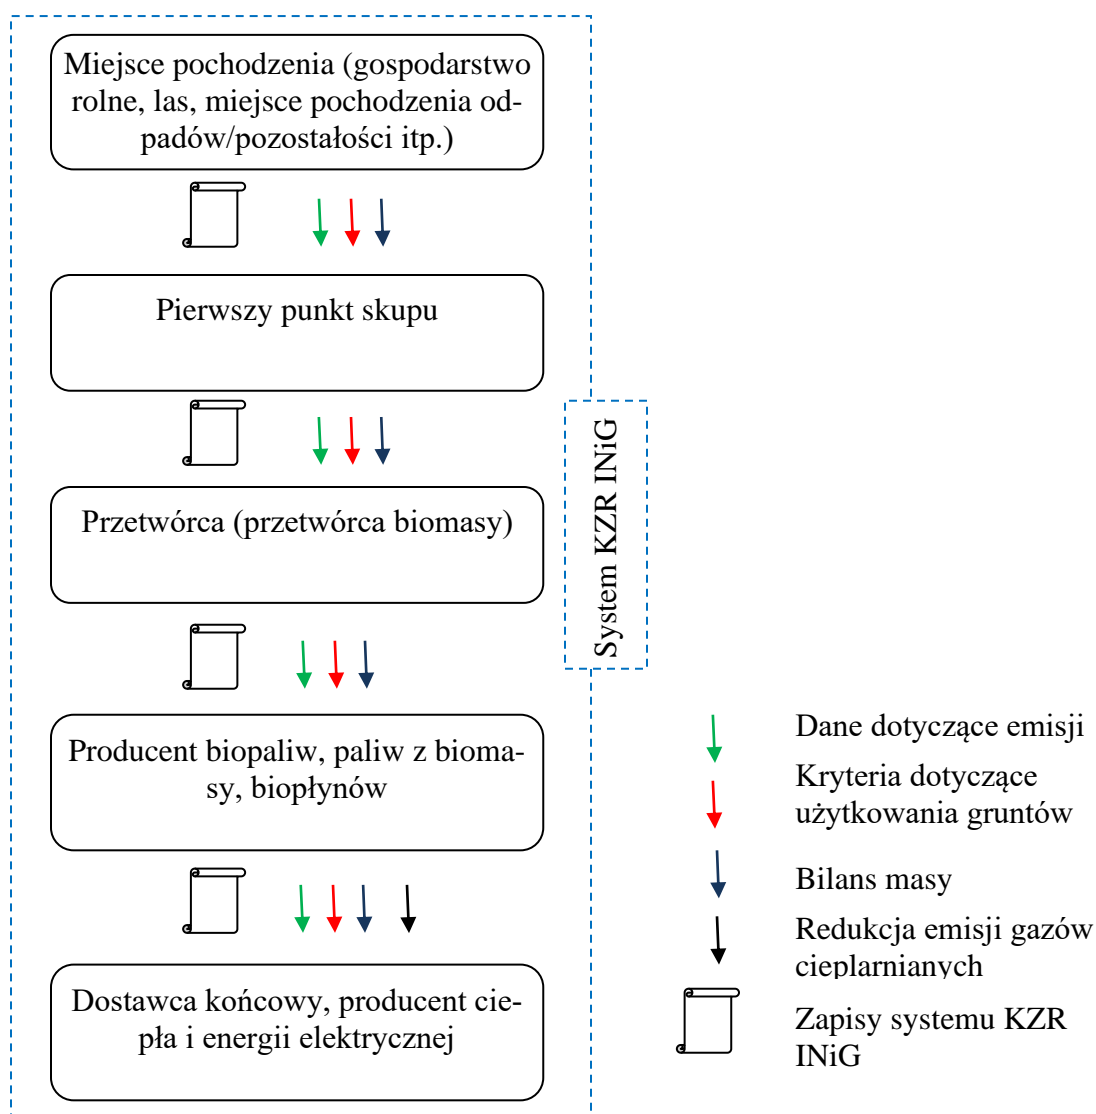 Miejsce pochodzenia (gospodarstwo
rolne, las, miejsce pochodzenia od-
padów/pozostałości itp.)
Pierwszy punkt skupu
Przetwórca (przetwórca biomasy)
System KZR INiG
Producent biopaliw, paliw z bioma-
sy, biopłynów
Dostawca końcowy, producent cie-
pła i energii elektrycznej
Dane dotyczące emisji
Kryteria dotyczące
użytkowania gruntów
Bilans masy
Redukcja emisji gazów
cieplarnianych
Zapisy systemu KZR
INiG